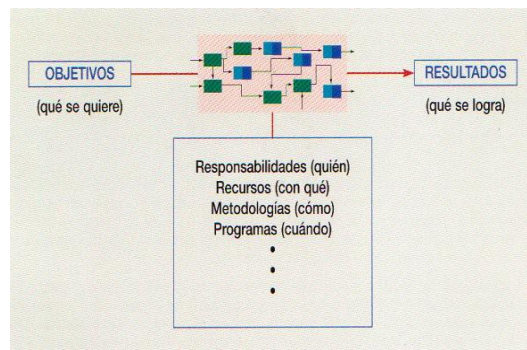 OBJETIVOS
(qué se quiere)
RESULTADOS
(qué se logra)
Responsabilidades (quién)
Recursos (con qué)
Metodologías (cómo)
Programas (cuándo)